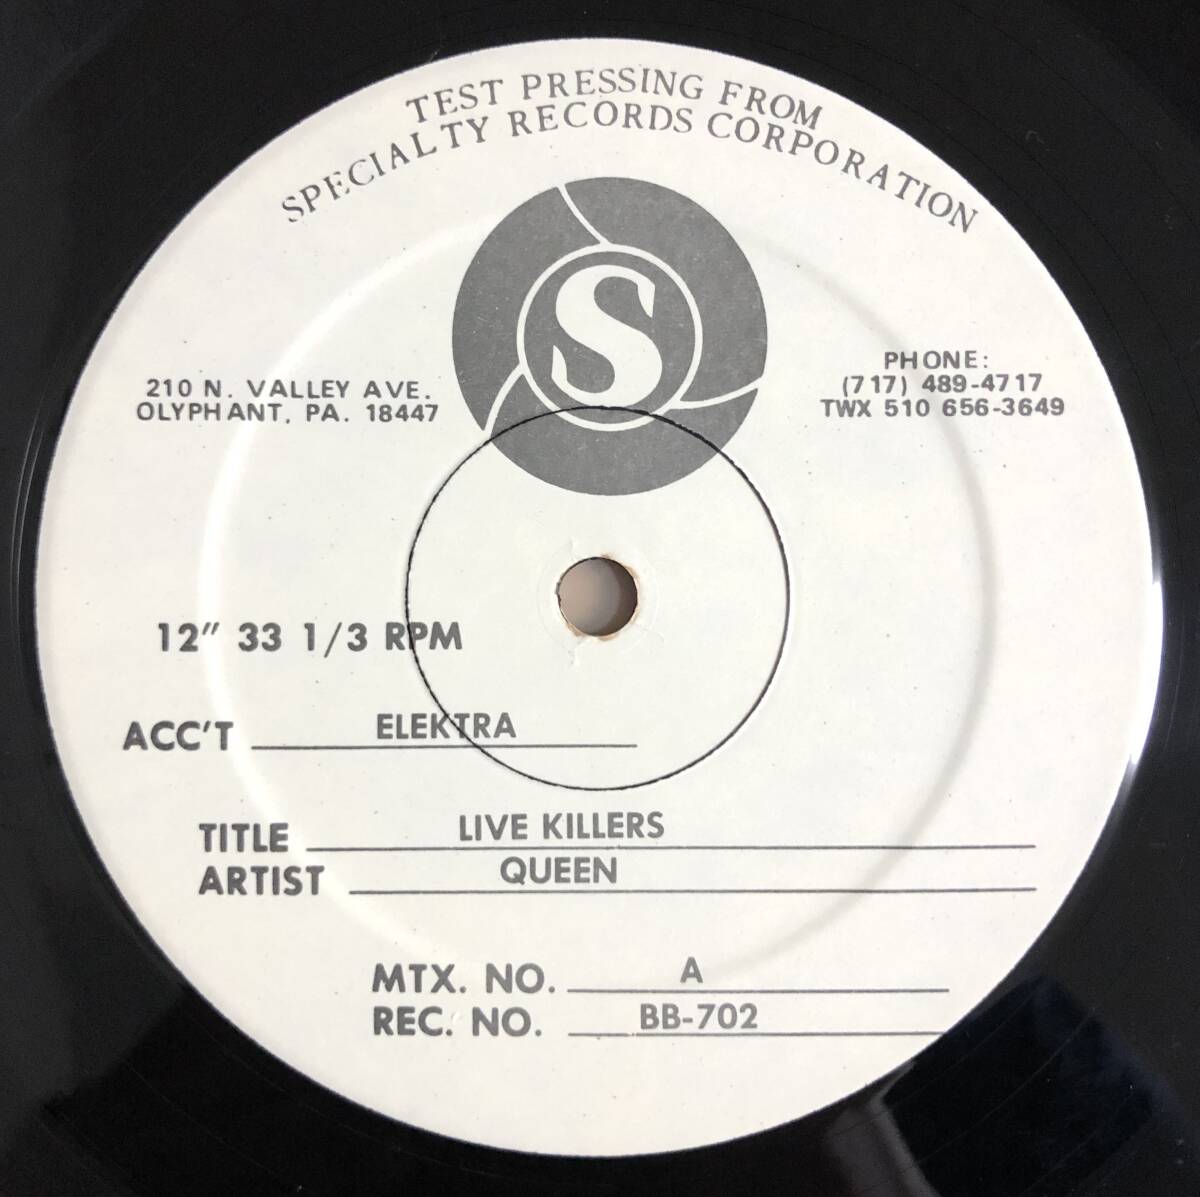 TEST PRESSING FROM
SPECIALTY RECORDS CORPORATION
S
210 N. VALLEY AVE.
OLYPHANT, PA. 18447
PHONE:
(717) 489-4717
TWX 510 656-3649
12" 33 1/3 RPM
ACC'T ELEKTRA
TITLE LIVE KILLERS
ARTIST QUEEN
MTX. NO. A
REC. NO. BB-702